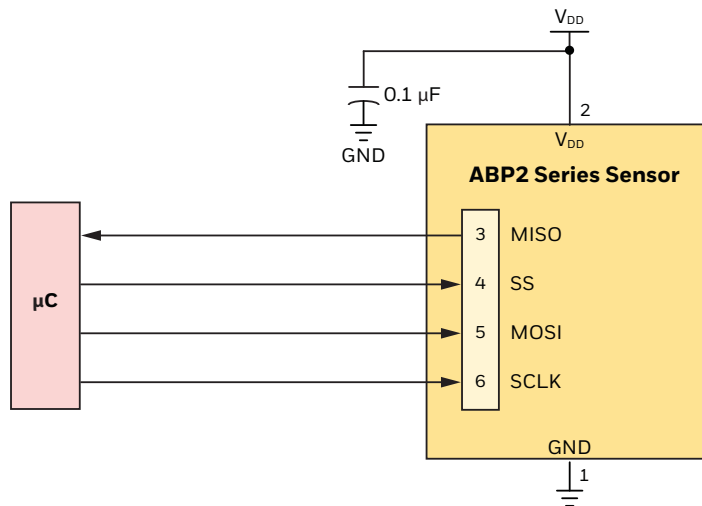 VDD
0.1 µF
GND
2
VDD
ABP2 Series Sensor
3 MISO
µC
4 SS
5 MOSI
6 SCLK
GND
1